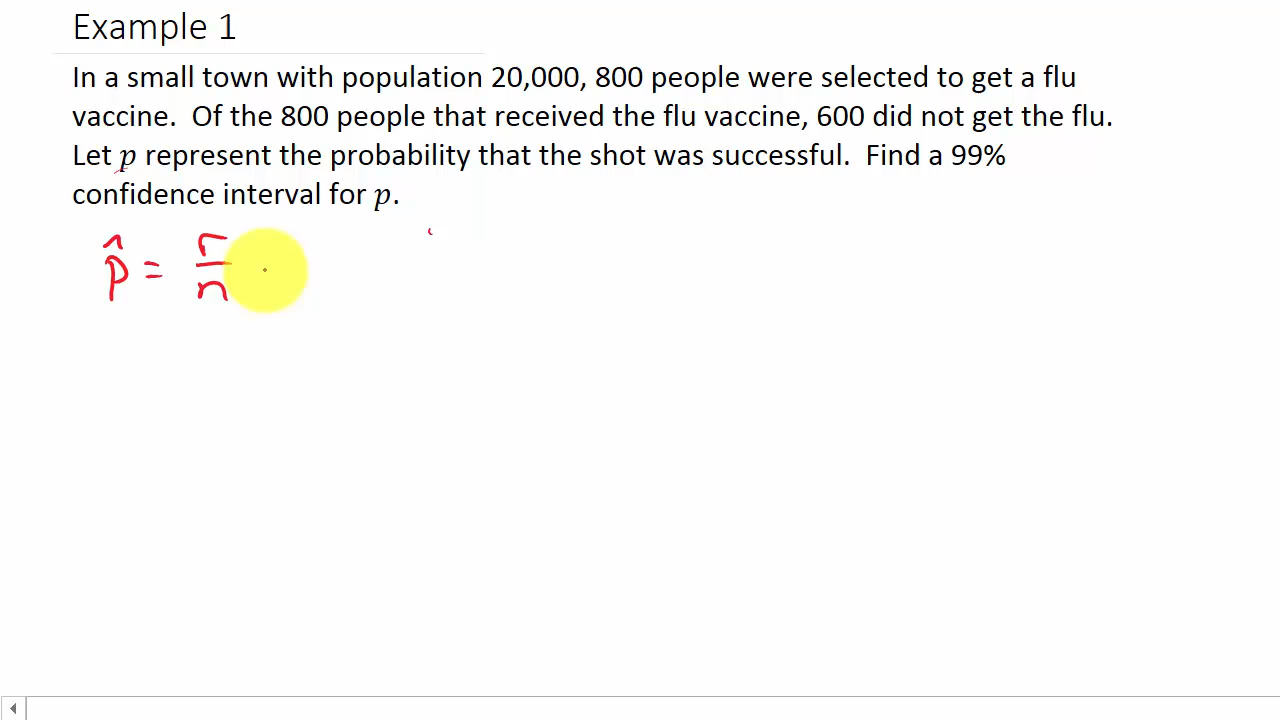 Example 1
In a small town with population 20,000, 800 people were selected to get a flu
vaccine.  Of the 800 people that received the flu vaccine, 600 did not get the flu.
Let p represent the probability that the shot was successful.  Find a 99%
confidence interval for p.
p̂ = r/n